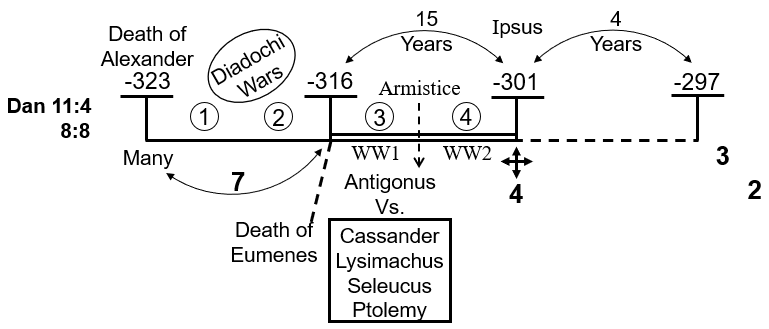 Death of
Alexander
Diadochi
Wars
15
Years
Ipsus
4
Years
-323
-316
Armistice
-301
-297
Dan 11:4
8:8
1
2
3
4
Many
7
WW1
WW2
4
3
2
Antigonus
Vs.
Death of
Eumenes
Cassander
Lysimachus
Seleucus
Ptolemy